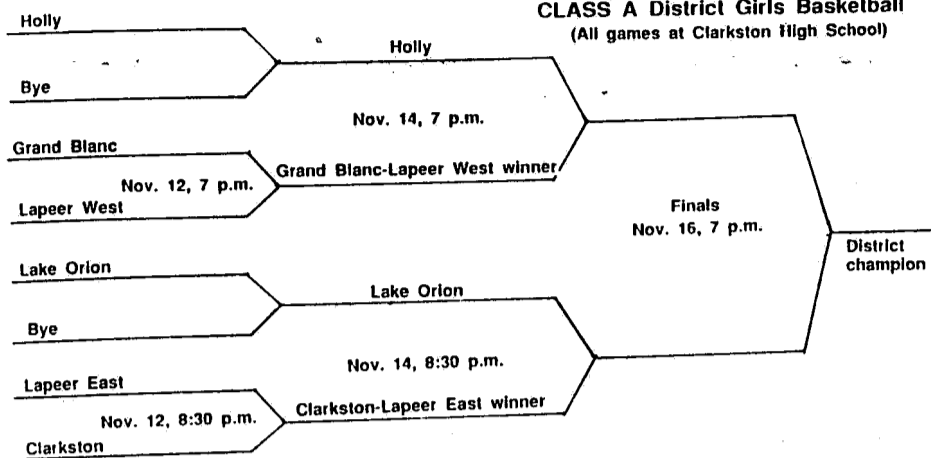 CLASS A District Girls Basketball
(All games at Clarkston High School)
Holly
Bye
Holly
Nov. 14, 7 p.m.
Grand Blanc
Nov. 12, 7 p.m.
Lapeer West
Grand Blanc-Lapeer West winner
Finals
Nov. 16, 7 p.m.
District
champion
Lake Orion
Bye
Lake Orion
Nov. 14, 8:30 p.m.
Lapeer East
Nov. 12, 8:30 p.m.
Clarkston
Clarkston-Lapeer East winner